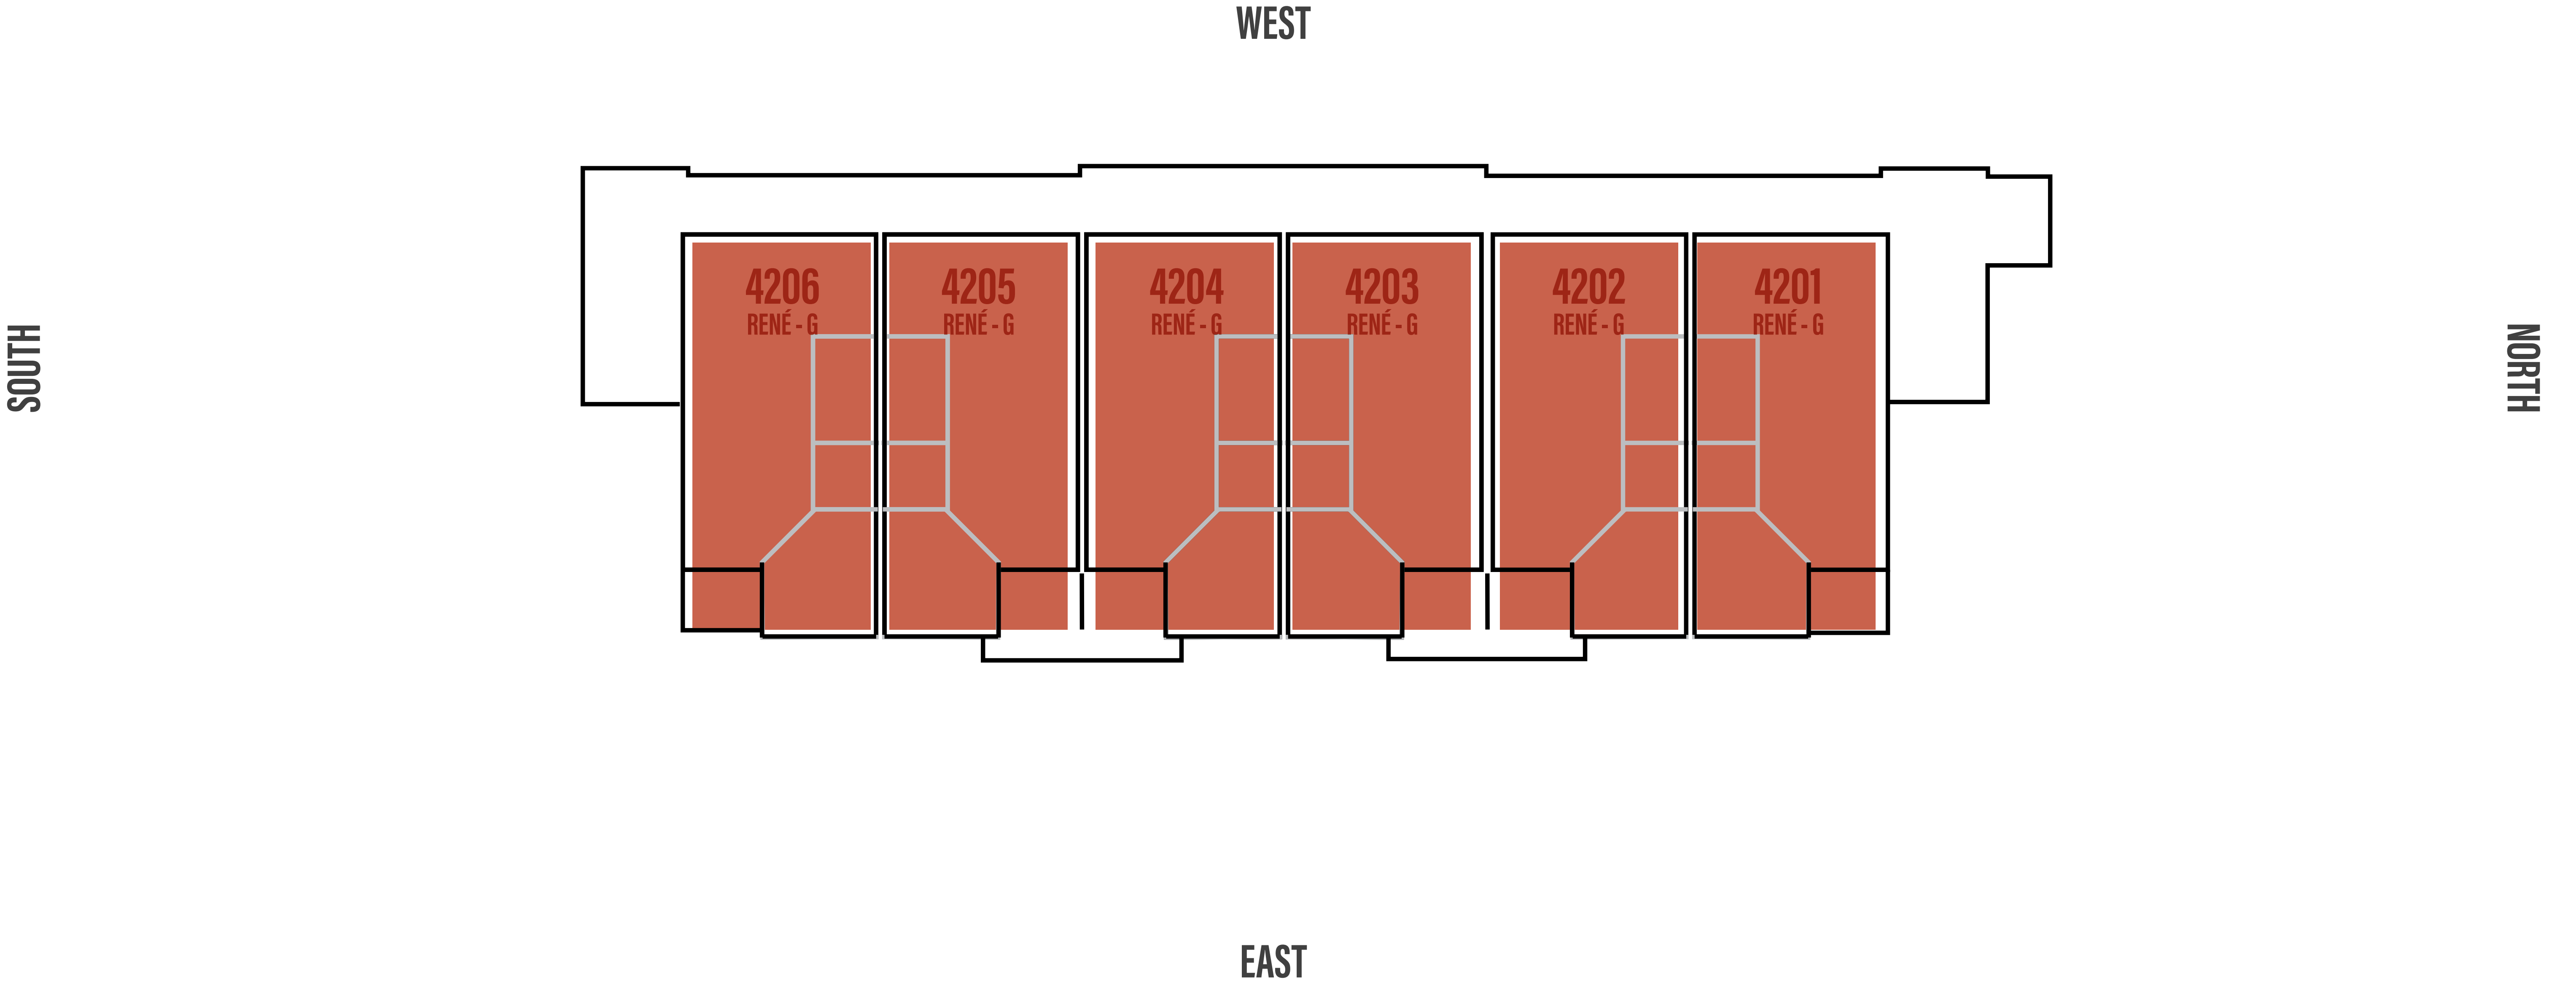 WEST
SOUTH
4206
RENÉ - G
4205
RENÉ - G
4204
RENÉ - G
4203
RENÉ - G
4202
RENÉ - G
4201
RENÉ - G
NORTH
EAST